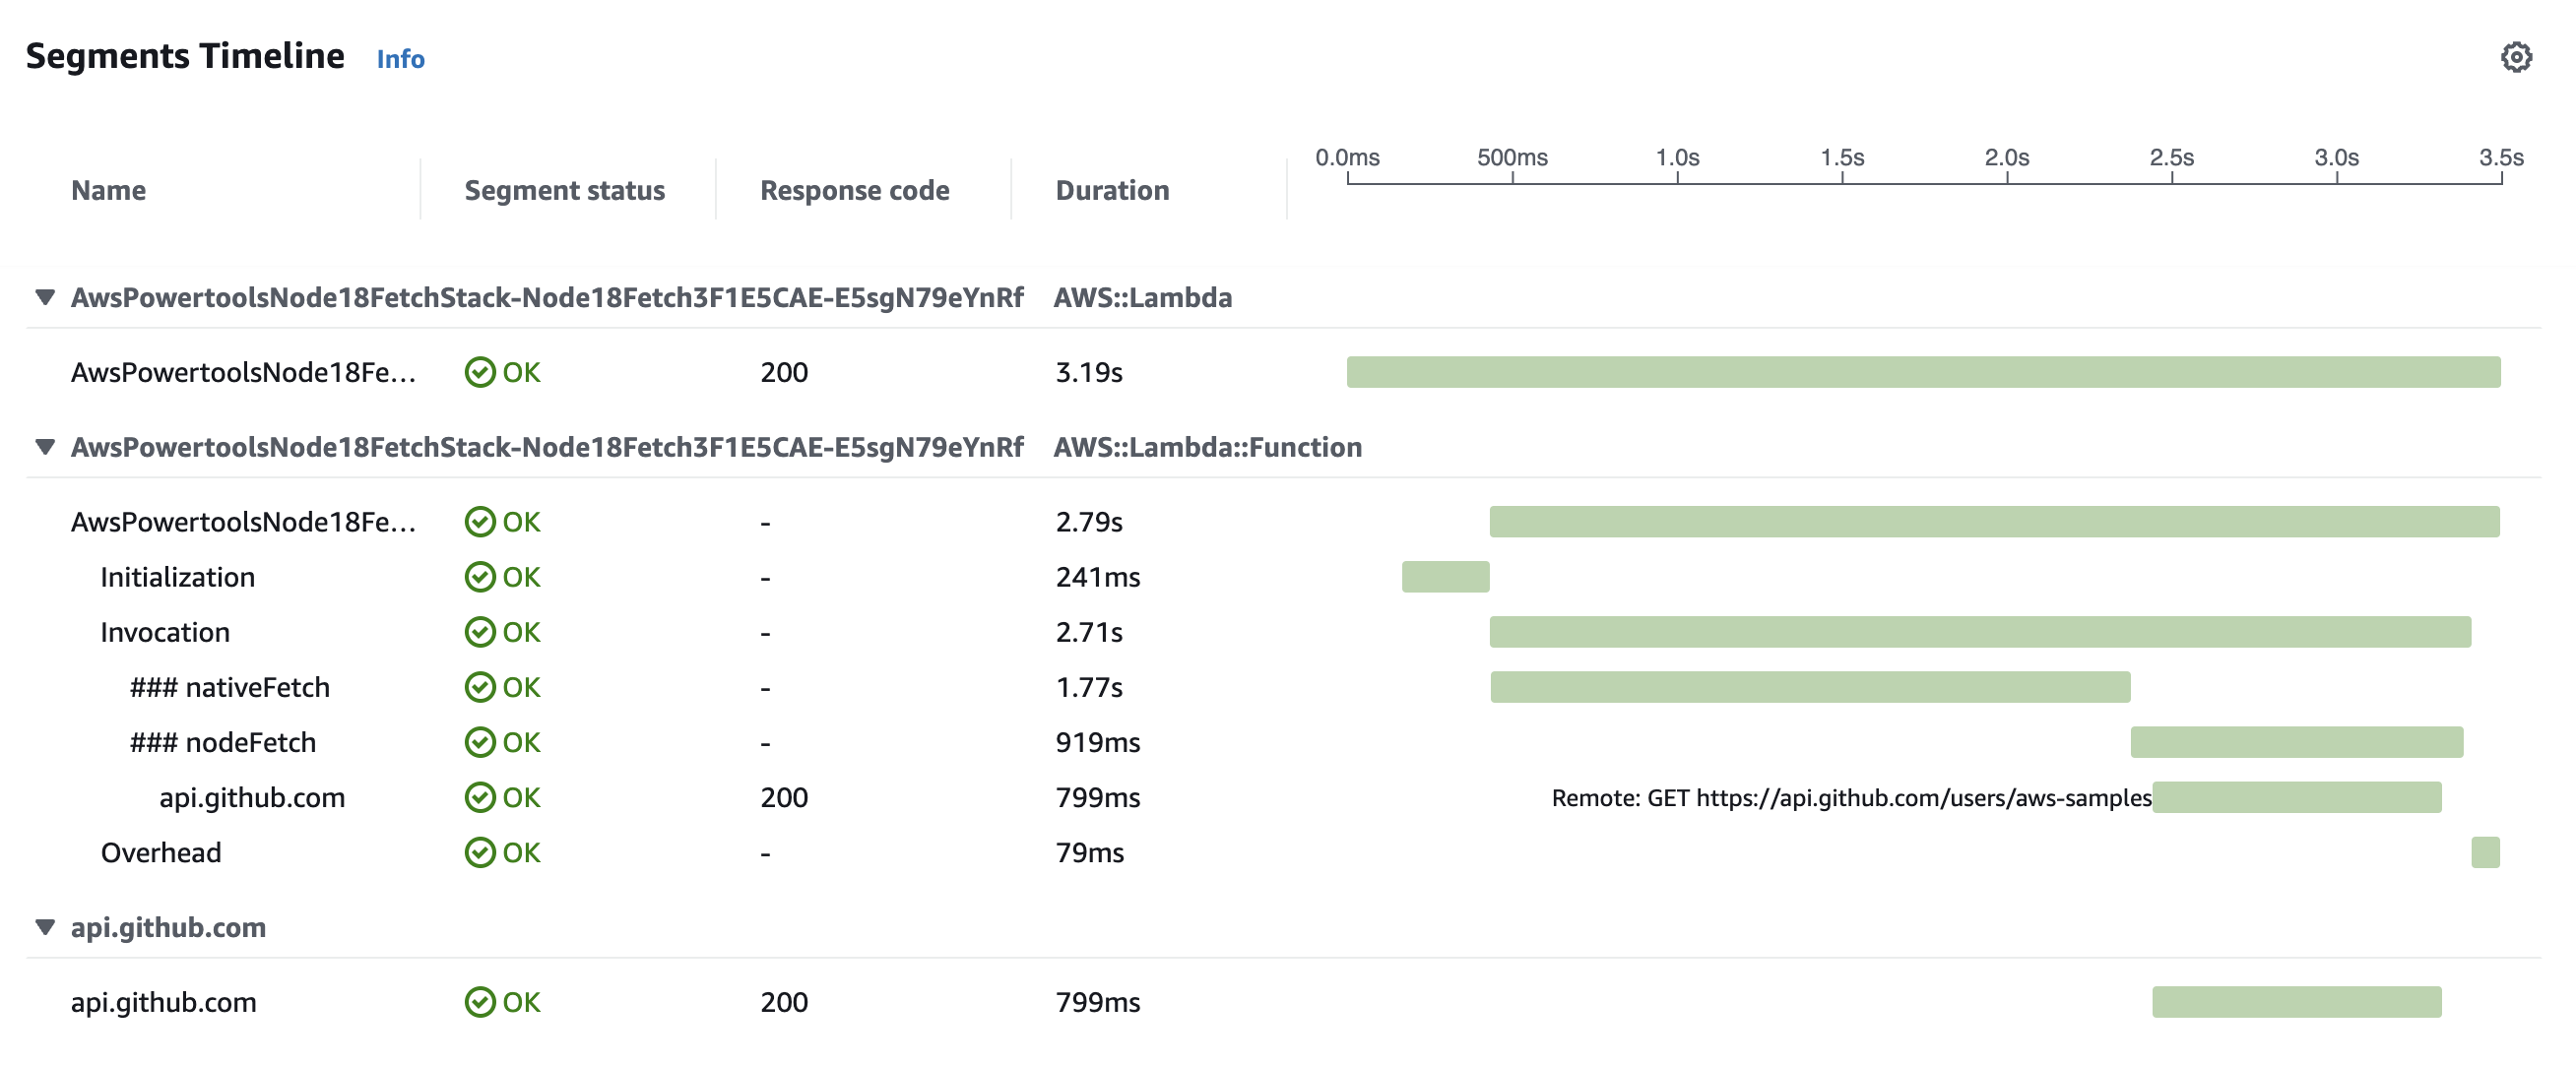 Segments Timeline Info
0.0ms 500ms 1.0s 1.5s 2.0s 2.5s 3.0s 3.5s
Name Segment status Response code Duration
AwsPowertoolsNode18FetchStack-Node18Fetch3F1E5CAE-E5sgN79eYnRf AWS::Lambda
AwsPowertoolsNode18Fe... OK 200 3.19s
AwsPowertoolsNode18FetchStack-Node18Fetch3F1E5CAE-E5sgN79eYnRf AWS::Lambda::Function
AwsPowertoolsNode18Fe... OK - 2.79s
Initialization OK - 241ms
Invocation OK - 2.71s
### nativeFetch OK - 1.77s
### nodeFetch OK - 919ms
api.github.com OK 200 799ms Remote: GET https://api.github.com/users/aws-samples
Overhead OK - 79ms
api.github.com
api.github.com OK 200 799ms